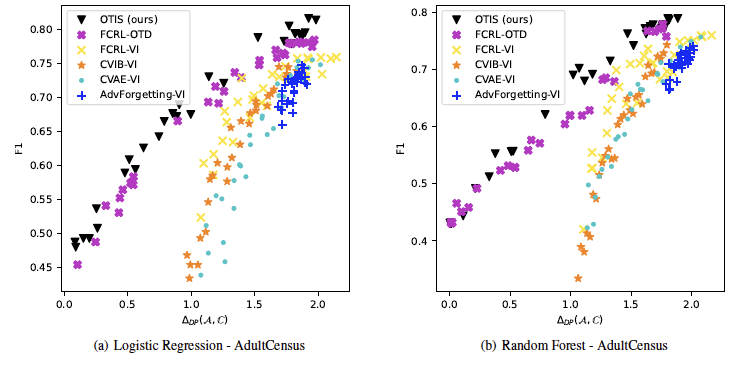 OTIS (ours)
FCRL-OTD
FCRL-VI
CVIB-VI
CVAE-VI
AdvForgetting-VI
0.80
0.75
0.70
0.65
0.60
0.55
0.50
0.45
F1
0.0 0.5 1.0 1.5 2.0
Δ_DP(𝒜, C)
(a) Logistic Regression - AdultCensus
OTIS (ours)
FCRL-OTD
FCRL-VI
CVIB-VI
CVAE-VI
AdvForgetting-VI
0.8
0.7
0.6
0.5
0.4
F1
0.0 0.5 1.0 1.5 2.0
Δ_DP(𝒜, C)
(b) Random Forest - AdultCensus